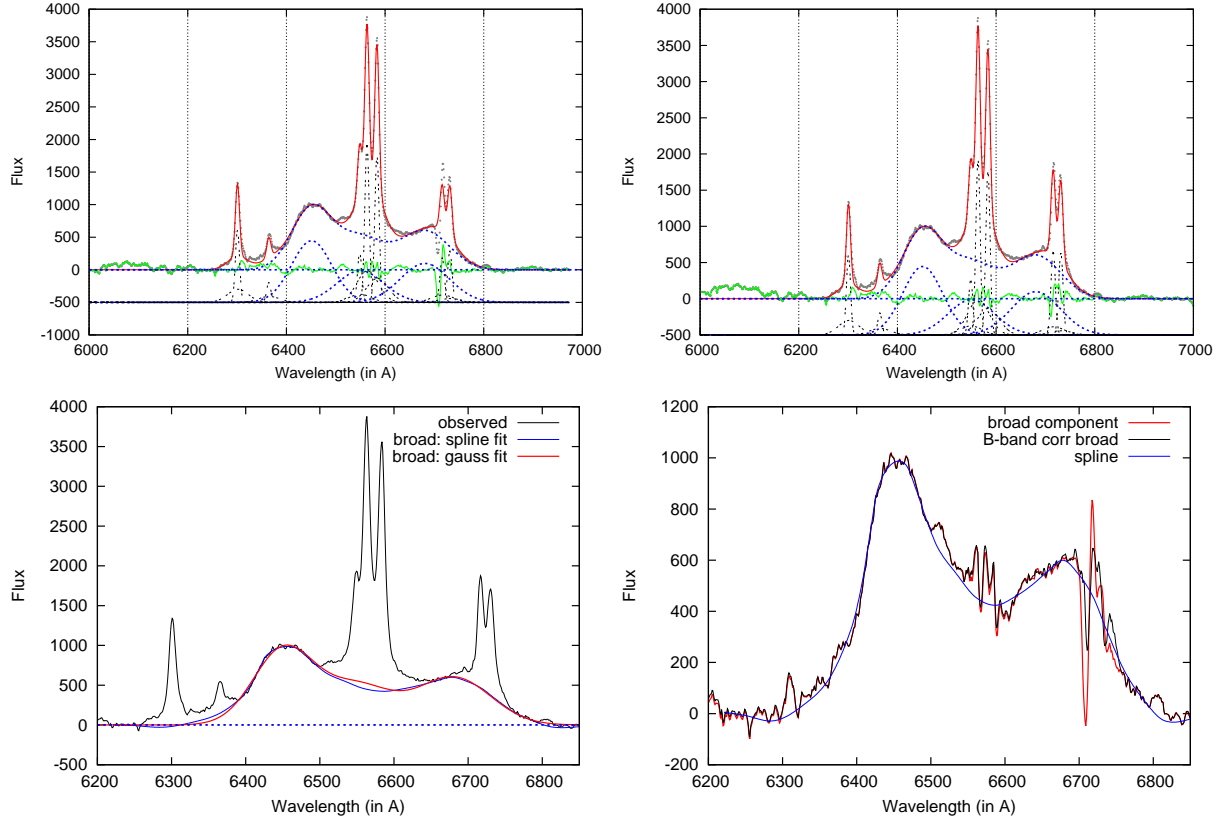 4000
3500
3000
2500
2000
1500
1000
500
0
-500
-1000
Flux
6000 6200 6400 6600 6800 7000
Wavelength (in A)
4000
3500
3000
2500
2000
1500
1000
500
0
-500
Flux
6000 6200 6400 6600 6800 7000
Wavelength (in A)
4000
3500
3000
2500
2000
1500
1000
500
0
-500
Flux
observed
broad: spline fit
broad: gauss fit
6200 6300 6400 6500 6600 6700 6800
Wavelength (in A)
1200
1000
800
600
400
200
0
-200
Flux
broad component
B-band corr broad
spline
6200 6300 6400 6500 6600 6700 6800
Wavelength (in A)